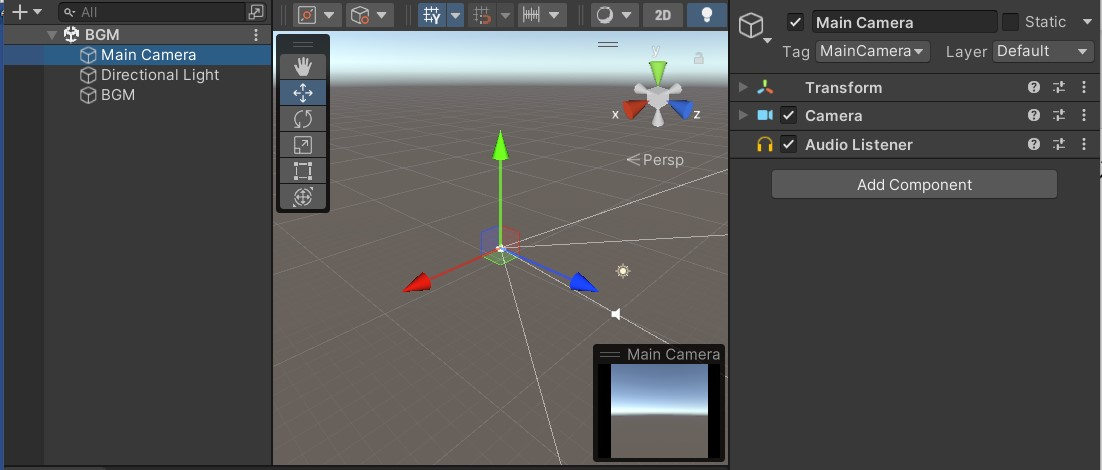 All
BGM
Main Camera
Directional Light
BGM
2D
y
x
z
Persp
Main Camera
Main Camera
Static
Tag MainCamera Layer Default
Transform
Camera
Audio Listener
Add Component